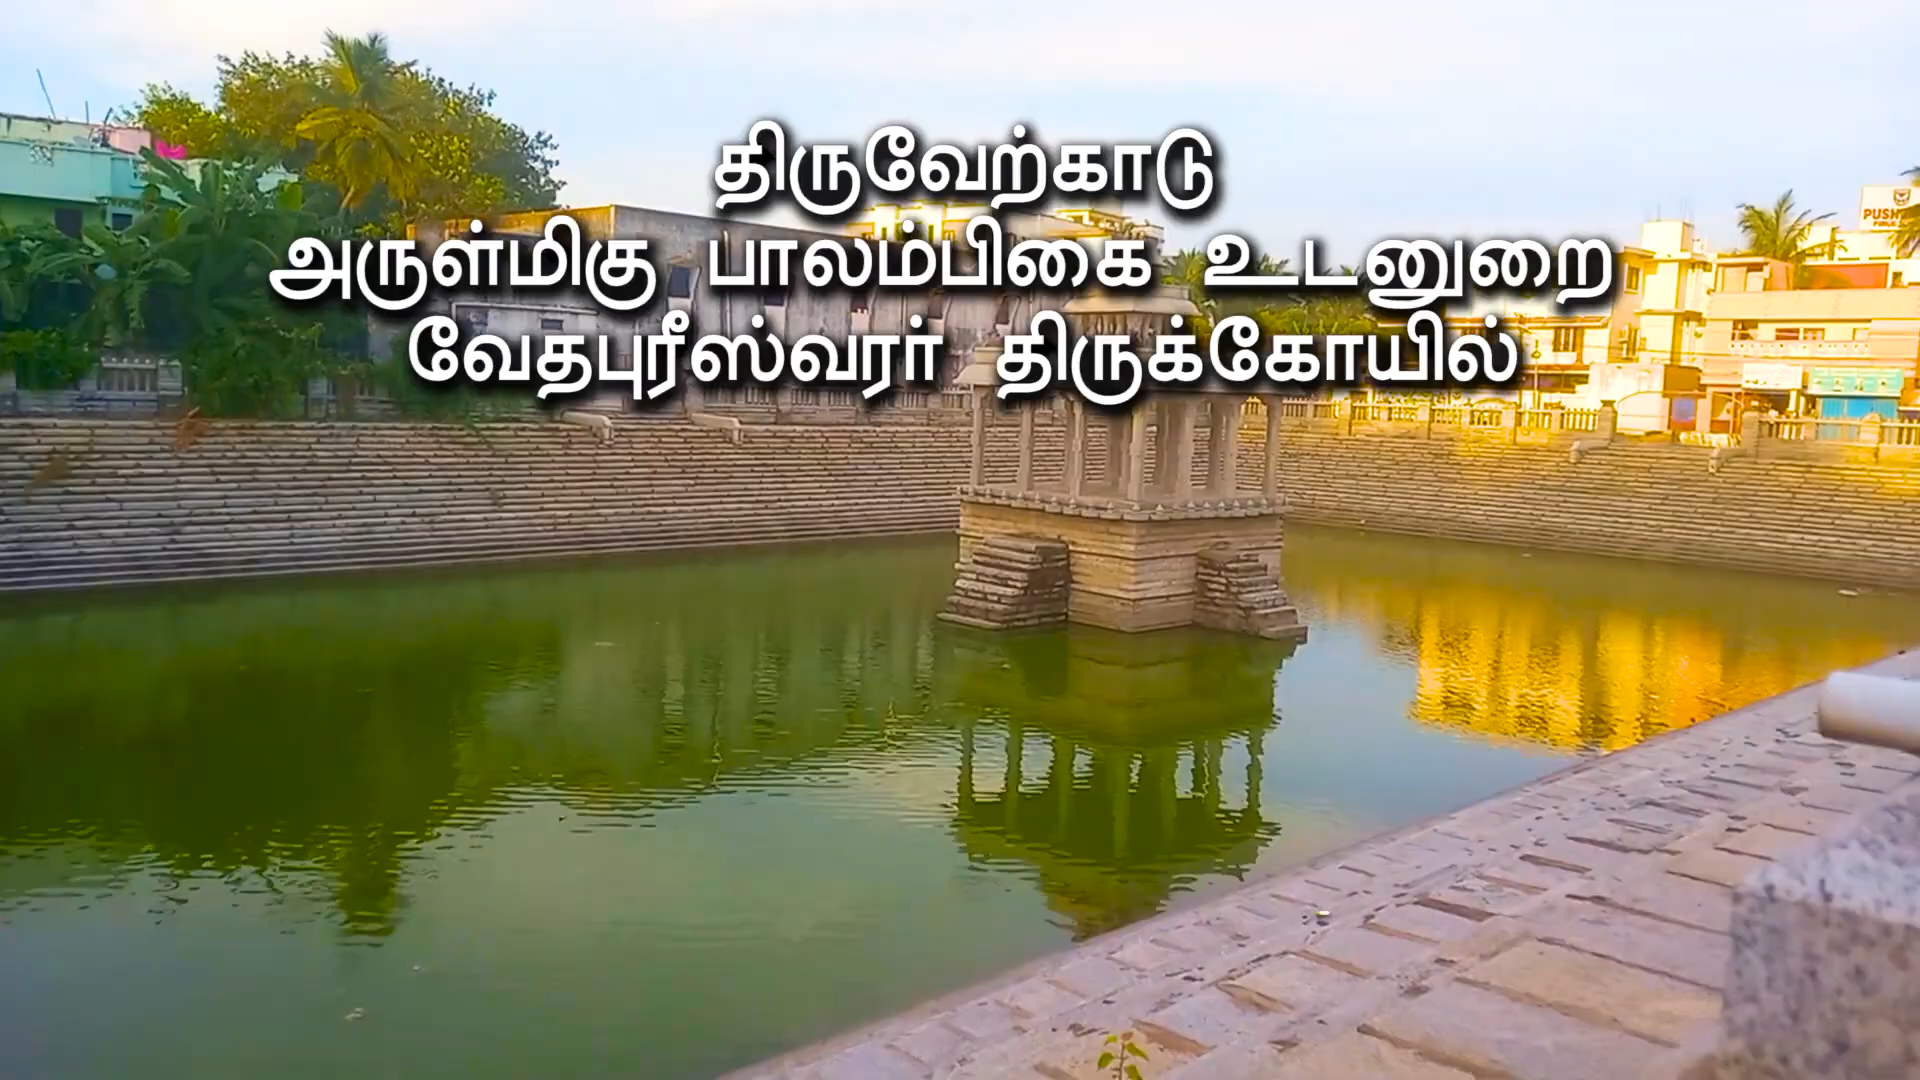 திருவேற்காடு
அருள்மிகு பாலம்பிகை உடனுறை
வேதபுரீஸ்வரர் திருக்கோயில்